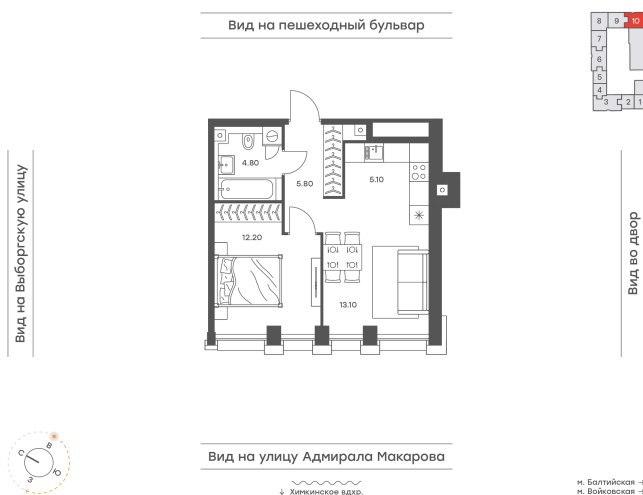 Вид на пешеходный бульвар
8 9 10
7
6
5
4
3 2 1
4.80
5.80
5.10
12.20
13.10
Вид на Выборгскую улицу
Вид во двор
Вид на улицу Адмирала Макарова
С В
З Ю
↓ Химкинское вдхр.
м. Балтийская
м. Войковская